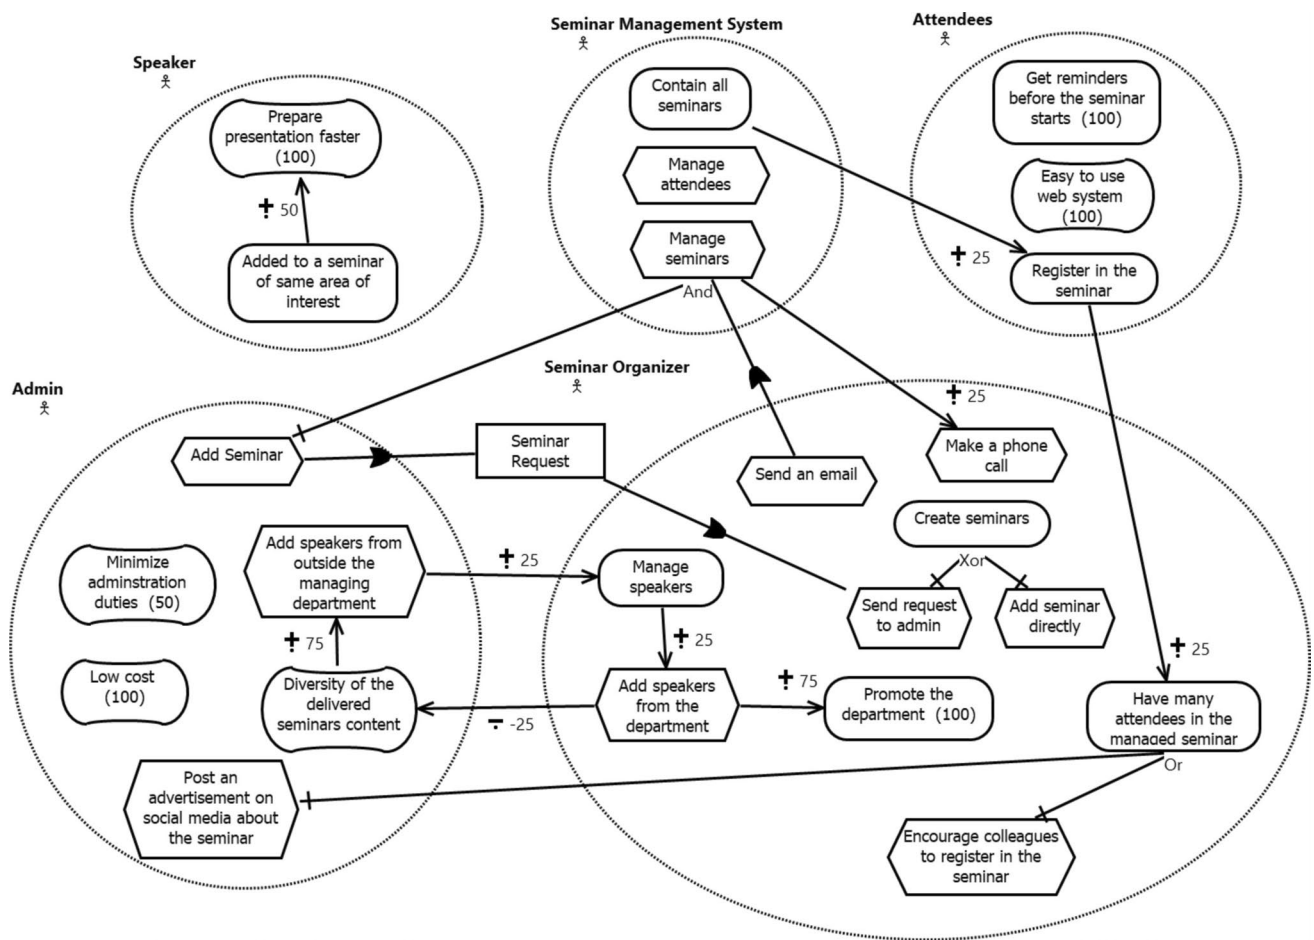 Seminar Management System
Attendees
Speaker
Prepare
presentation faster
(100)
50
Added to a seminar
of same area of
interest
Contain all
seminars
Manage
attendees
Manage
seminars
And
Get reminders
before the seminar
starts (100)
Easy to use
web system
(100)
25
Register in the
seminar
Admin
Seminar Organizer
Add Seminar
Seminar
Request
25
Send an email
Make a phone
call
Create seminars
Xor
Send request
to admin
Add seminar
directly
Minimize
adminstration
duties (50)
Add speakers from
outside the
managing
department
25
Manage
speakers
75
25
Low cost
(100)
Diversity of the
delivered
seminars content
-25
Add speakers
from the
department
75
Promote the
department (100)
25
Have many
attendees in the
managed seminar
Or
Post an
advertisement on
social media about
the seminar
Encourage colleagues
to register in the
seminar